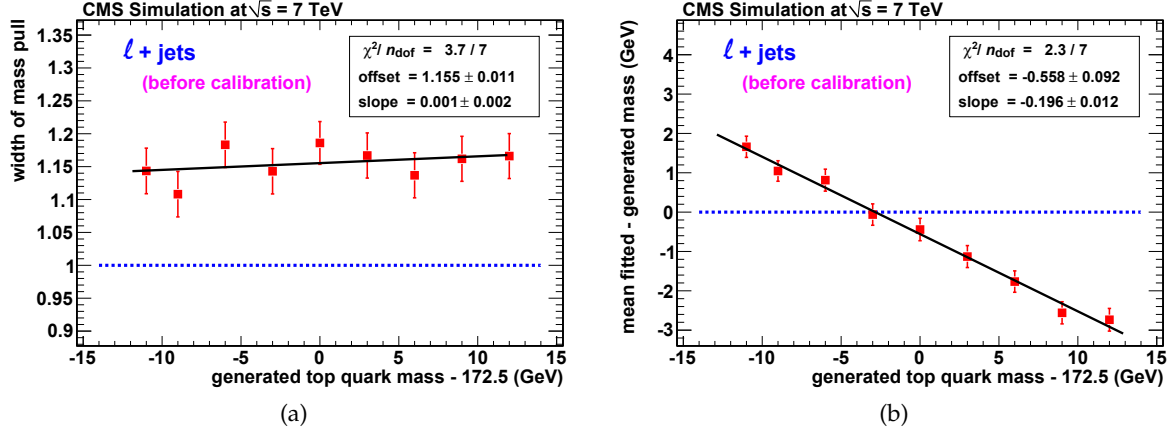 CMS Simulation at √s = 7 TeV
width of mass pull
1.35
1.3
1.25
1.2
1.15
1.1
1.05
1
0.95
0.9
ℓ + jets
(before calibration)
χ²/ n_dof = 3.7 / 7
offset = 1.155 ± 0.011
slope = 0.001 ± 0.002
-15 -10 -5 0 5 10 15
generated top quark mass - 172.5 (GeV)
(a)
CMS Simulation at √s = 7 TeV
mean fitted - generated mass (GeV)
4
3
2
1
0
-1
-2
-3
ℓ + jets
(before calibration)
χ²/ n_dof = 2.3 / 7
offset = -0.558 ± 0.092
slope = -0.196 ± 0.012
-15 -10 -5 0 5 10 15
generated top quark mass - 172.5 (GeV)
(b)